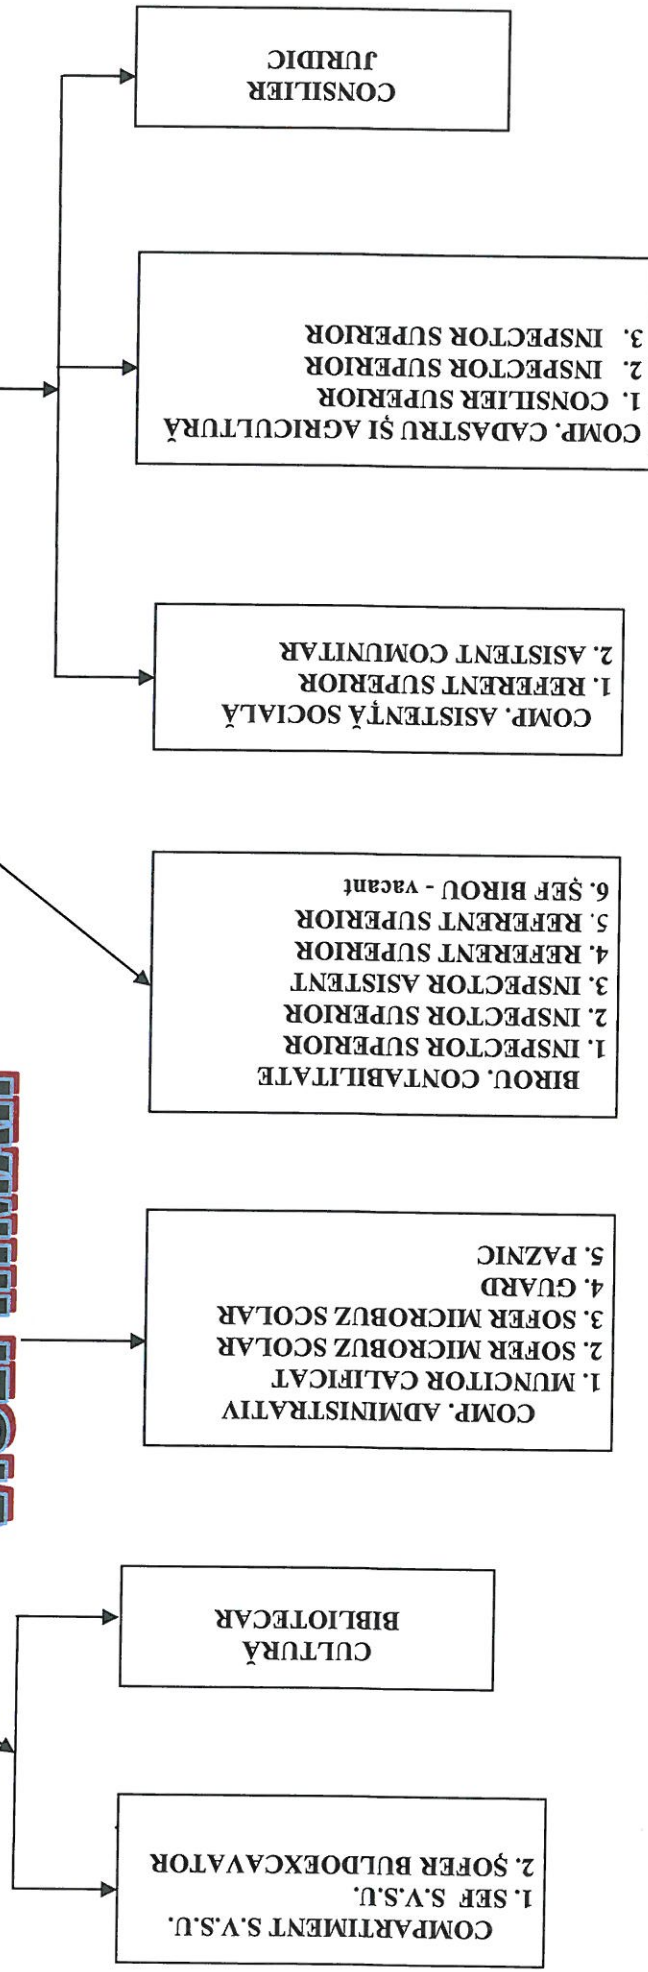 COMPARTIMENT S.V.S.U.
1. SEF S.V.S.U.
2. ȘOFER BULDOEXCAVATOR
CULTURĂ
BIBLIOTECAR
COMP. ADMINISTRATIV
1. MUNCITOR CALIFICAT
2. SOFER MICROBUZ SCOLAR
3. SOFER MICROBUZ SCOLAR
4. GUARD
5. PAZNIC
BIROU. CONTABILITATE
1. INSPECTOR SUPERIOR
2. INSPECTOR SUPERIOR
3. INSPECTOR ASISTENT
4. REFERENT SUPERIOR
5. REFERENT SUPERIOR
6. ȘEF BIROU - vacant
COMP. ASISTENȚĂ SOCIALĂ
1. REFERENT SUPERIOR
2. ASISTENT COMUNITAR
COMP. CADASTRU ȘI AGRICULTURĂ
1. CONSILIER SUPERIOR
2. INSPECTOR SUPERIOR
3. INSPECTOR SUPERIOR
CONSILIER
JURIDIC